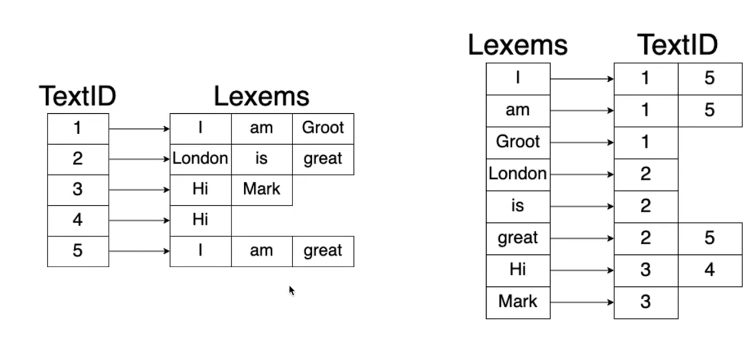 TextID Lexems
1 I am Groot
2 London is great
3 Hi Mark
4 Hi
5 I am great
Lexems TextID
I 1 5
am 1 5
Groot 1
London 2
is 2
great 2 5
Hi 3 4
Mark 3